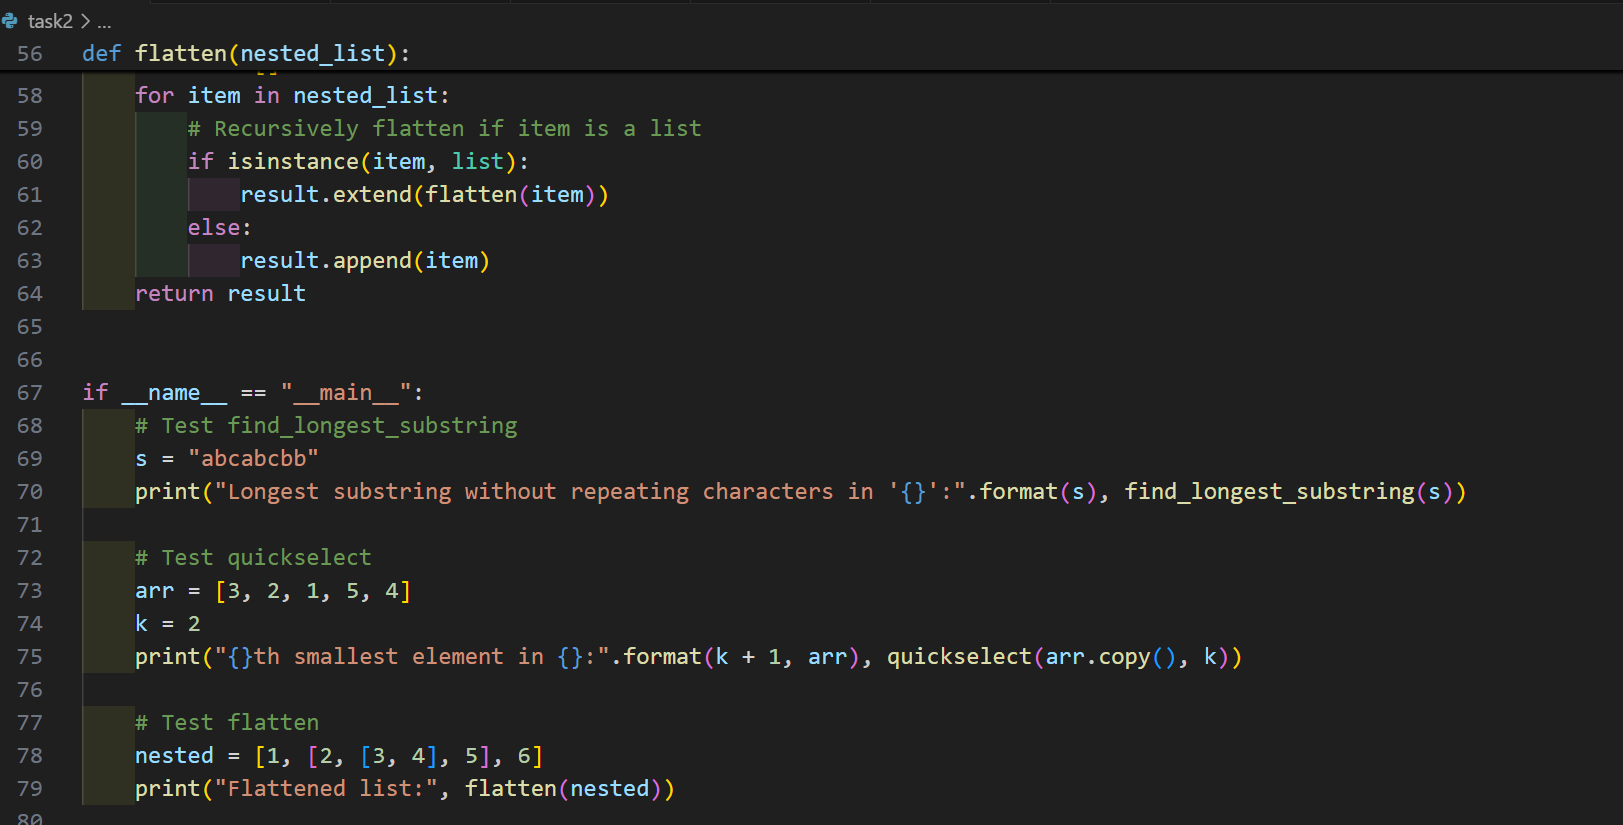 task2 > ...
56 def flatten(nested_list):
58 for item in nested_list:
59 # Recursively flatten if item is a list
60 if isinstance(item, list):
61 result.extend(flatten(item))
62 else:
63 result.append(item)
64 return result
65
66
67 if __name__ == "__main__":
68 # Test find_longest_substring
69 s = "abcabcbb"
70 print("Longest substring without repeating characters in '{}':".format(s), find_longest_substring(s))
71
72 # Test quickselect
73 arr = [3, 2, 1, 5, 4]
74 k = 2
75 print("{}th smallest element in {}:".format(k + 1, arr), quickselect(arr.copy(), k))
76
77 # Test flatten
78 nested = [1, [2, [3, 4], 5], 6]
79 print("Flattened list:", flatten(nested))
80